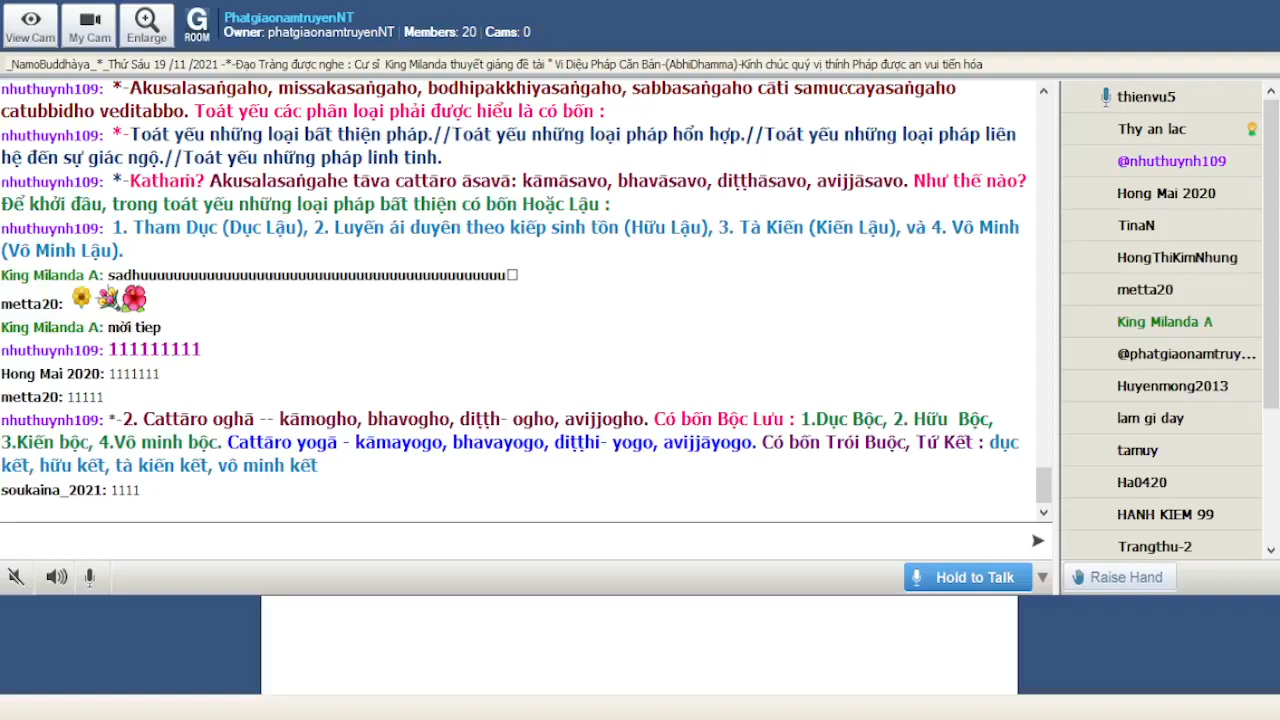 View Cam
My Cam
Enlarge
G
ROOM
PhatgiaonamtruyenNT
Owner: phatgiaonamtruyenNT | Members: 20 | Cams: 0
_NamoBuddhàya_*_Thứ Sáu 19 /11 /2021 -*-Đạo Tràng được nghe : Cư sĩ King Milanda thuyết giảng đề tài " Vi Diệu Pháp Căn Bản-(AbhiDhamma)-Kính chúc quý vị thính Pháp được an vui tiến hóa
nhuthuynh109: *-Akusalasaṅgaho, missakasaṅgaho, bodhipakkhiyasaṅgaho, sabbasaṅgaho cāti samuccayasaṅgaho
catubbidho veditabbo. Toát yếu các phân loại phải được hiểu là có bốn :
nhuthuynh109: *-Toát yếu những loại bất thiện pháp.//Toát yếu những loại pháp hổn hợp.//Toát yếu những loại pháp liên
hệ đến sự giác ngộ.//Toát yếu những pháp linh tinh.
nhuthuynh109: *-Kathaṁ? Akusalasaṅgahe tāva cattāro āsavā: kāmāsavo, bhavāsavo, diṭṭhāsavo, avijjāsavo. Như thế nào?
Để khởi đầu, trong toát yếu những loại pháp bất thiện có bốn Hoặc Lậu :
nhuthuynh109: 1. Tham Dục (Dục Lậu), 2. Luyến ái duyên theo kiếp sinh tồn (Hữu Lậu), 3. Tà Kiến (Kiến Lậu), và 4. Vô Minh
(Vô Minh Lậu).
King Milanda A: sadhuuuuuuuuuuuuuuuuuuuuuuuuuuuuuuuuuuuuuuuuuuuu
metta20:
King Milanda A: mời tiep
nhuthuynh109: 111111111
Hong Mai 2020: 1111111
metta20: 11111
nhuthuynh109: *-2. Cattāro oghā -- kāmogho, bhavogho, diṭṭh- ogho, avijjogho. Có bốn Bộc Lưu : 1.Dục Bộc, 2. Hữu Bộc,
3.Kiến bộc, 4.Vô minh bộc. Cattāro yogā - kāmayogo, bhavayogo, diṭṭhi- yogo, avijjāyogo. Có bốn Trói Buộc, Tứ Kết : dục
kết, hữu kết, tà kiến kết, vô minh kết
soukaina_2021: 1111
thienvu5
Thy an lac
@nhuthuynh109
Hong Mai 2020
TinaN
HongThiKimNhung
metta20
King Milanda A
@phatgiaonamtruy...
Huyenmong2013
lam gi day
tamuy
Ha0420
HANH KIEM 99
Trangthu-2
Hold to Talk
Raise Hand